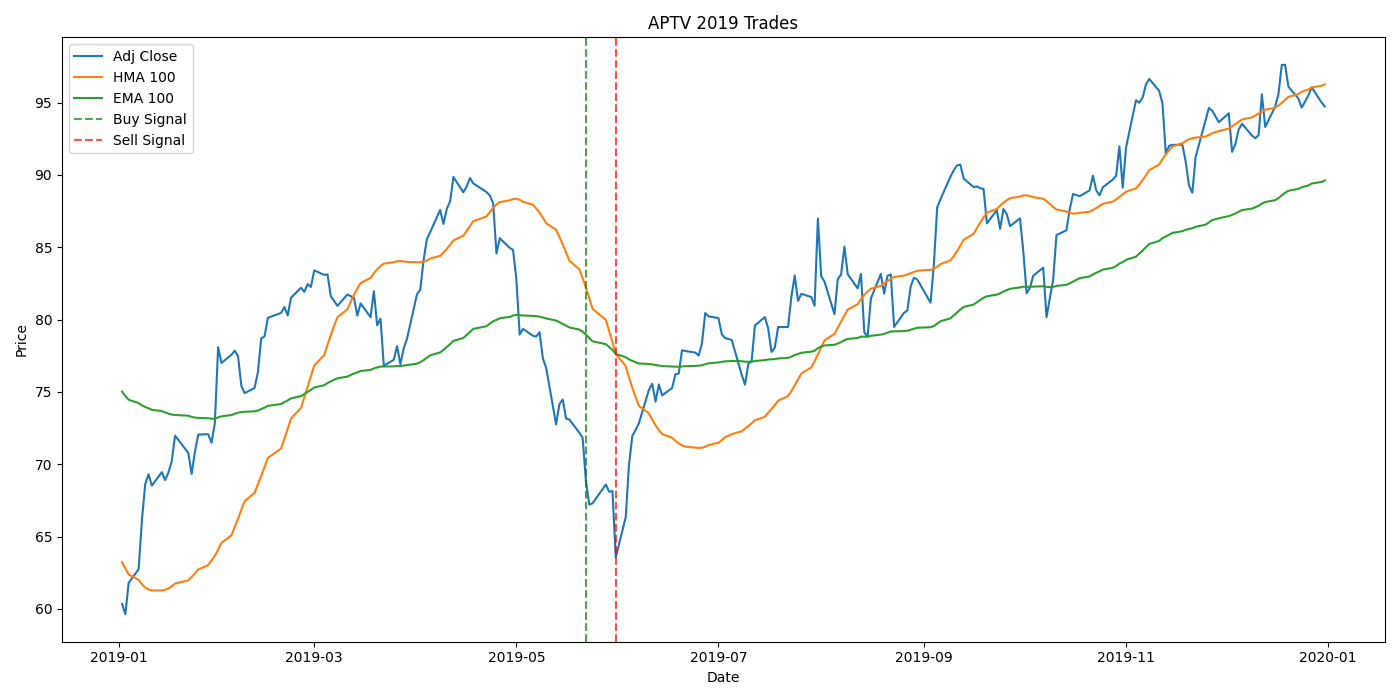 APTV 2019 Trades
Adj Close
HMA 100
EMA 100
Buy Signal
Sell Signal
Price
95
90
85
80
75
70
65
60
2019-01
2019-03
2019-05
2019-07
2019-09
2019-11
2020-01
Date